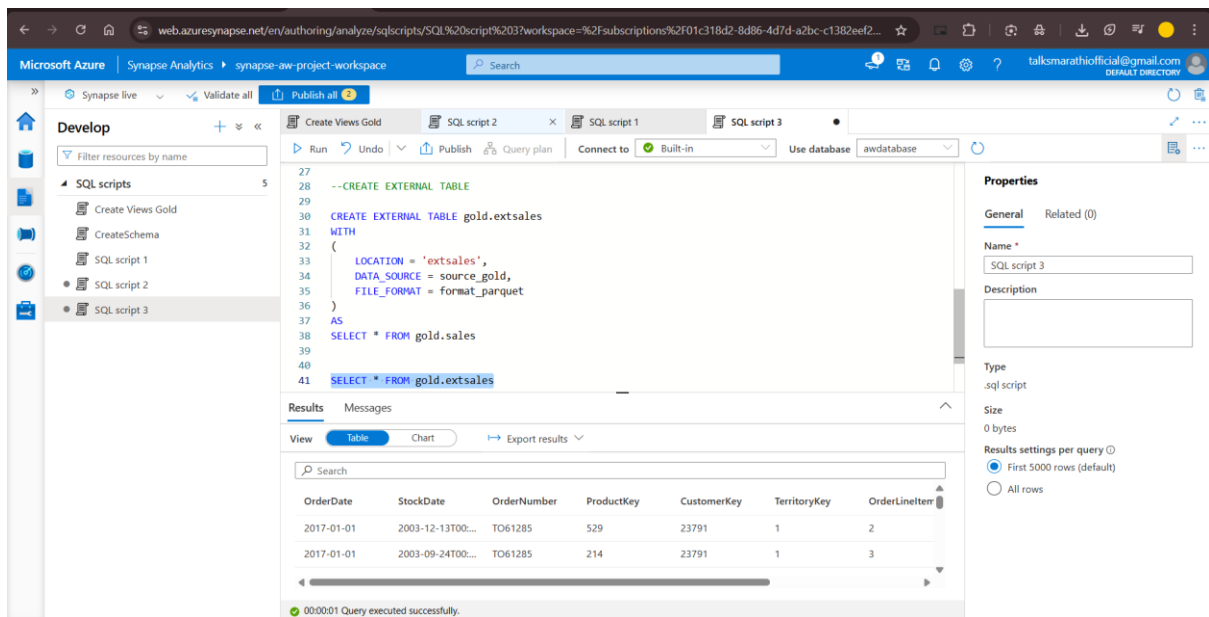 web.azuresynapse.net/en/authoring/analyze/sqlscripts/SQL%20script%203?workspace=%2Fsubscriptions%2F01c318d2-8d86-4d7d-a2bc-c1382eef2...
Microsoft Azure | Synapse Analytics ▸ synapse-aw-project-workspace
Search
1
talksmarathiofficial@gmail.com
DEFAULT DIRECTORY
Synapse live
Validate all
Publish all 2
Develop
Filter resources by name
SQL scripts 5
Create Views Gold
CreateSchema
SQL script 1
SQL script 2
SQL script 3
Create Views Gold
SQL script 2
SQL script 1
SQL script 3
Run
Undo
Publish
Query plan
Connect to
Built-in
Use database
awdatabase
27
28 --CREATE EXTERNAL TABLE
29
30 CREATE EXTERNAL TABLE gold.extsales
31 WITH
32 (
33 LOCATION = 'extsales',
34 DATA_SOURCE = source_gold,
35 FILE_FORMAT = format_parquet
36 )
37 AS
38 SELECT * FROM gold.sales
39
40
41 SELECT * FROM gold.extsales
Results Messages
View Table Chart Export results
Search
OrderDate StockDate OrderNumber ProductKey CustomerKey TerritoryKey OrderLineItem
2017-01-01 2003-12-13T00:... TO61285 529 23791 1 2
2017-01-01 2003-09-24T00:... TO61285 214 23791 1 3
00:00:01 Query executed successfully.
Properties
General Related (0)
Name *
SQL script 3
Description
Type
.sql script
Size
0 bytes
Results settings per query
First 5000 rows (default)
All rows